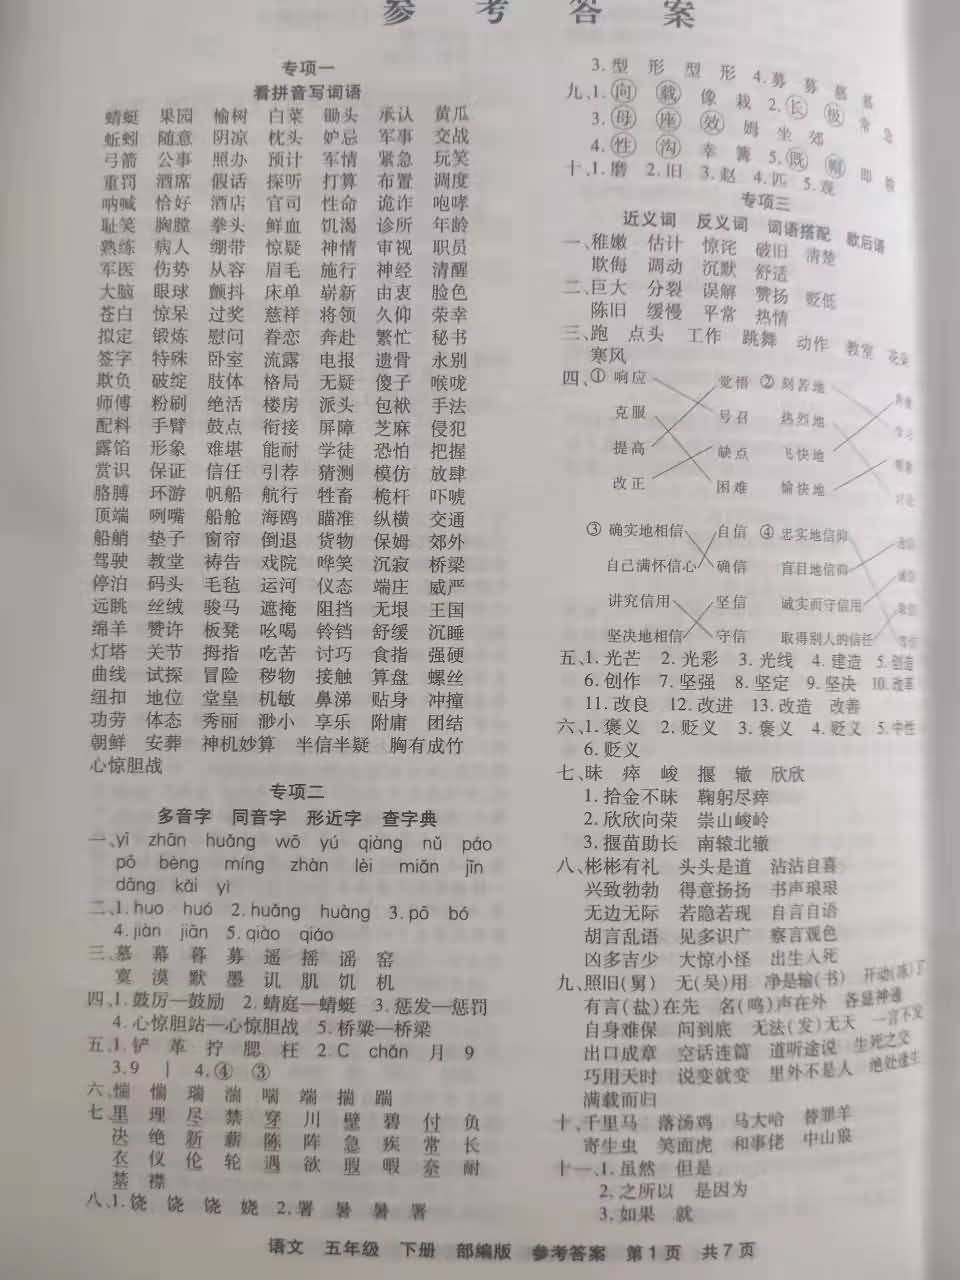 参考答案
专项一
看拼音写词语
蜻蜓 果园 榆树 白菜 锄头 承认 黄瓜
蚯蚓 随意 阴凉 枕头 妒忌 军事 交战
弓箭 公事 照办 预计 军情 紧急 玩笑
重罚 酒席 假话 探听 打算 布置 调度
呐喊 恰好 酒店 官司 性命 诡诈 咆哮
耻笑 胸膛 拳头 鲜血 饥渴 诊所 年龄
熟练 病人 绷带 惊疑 神情 审视 职员
军医 伤势 从容 眉毛 施行 神经 清醒
大脑 眼球 颤抖 床单 崭新 由衷 脸色
苍白 惊呆 过奖 慈祥 将领 久仰 荣幸
拟定 锻炼 慰问 眷恋 奔赴 繁忙 秘书
签字 特殊 卧室 流露 电报 遗骨 永别
欺负 破绽 肢体 格局 无疑 傻子 喉咙
师傅 粉刷 绝活 楼房 派头 包袱 手法
配料 手臂 鼓点 衔接 屏障 芝麻 侵犯
露馅 形象 难堪 能耐 学徒 恐怕 把握
赏识 保证 信任 引荐 猜测 模仿 放肆
胳膊 环游 帆船 航行 牲畜 桅杆 吓唬
顶端 咧嘴 船舱 海鸥 瞄准 纵横 交通
船艄 垫子 窗帘 倒退 货物 保姆 郊外
驾驶 教堂 祷告 戏院 哗笑 沉寂 桥梁
停泊 码头 毛毡 运河 仪态 端庄 威严
远眺 丝绒 骏马 遮掩 阻挡 无垠 王国
绵羊 赞许 板凳 吆喝 铃铛 舒缓 沉睡
灯塔 关节 拇指 吃苦 讨巧 食指 强硬
曲线 试探 冒险 秽物 接触 算盘 螺丝
纽扣 地位 堂皇 机敏 鼻涕 贴身 冲撞
功劳 体态 秀丽 渺小 享乐 附庸 团结
朝鲜 安葬 神机妙算 半信半疑 胸有成竹
心惊胆战
专项二
多音字 同音字 形近字 查字典
一、yì zhān huǎng wō yú qiàng nǔ páo
pō bèng míng zhàn lèi miǎn jīn
dāng kǎi yì
二、1.huo huó 2.huǎng huàng 3.pō bó
4.jiàn jiān 5.qiào qiáo
三、墓 幕 暮 募 遥 摇 谣 窑
寞 漠 默 墨 讥 肌 饥 机
四、1.鼓厉—鼓励 2.蜻庭—蜻蜓 3.惩发—惩罚
4.心惊胆站—心惊胆战 5.桥粱—桥梁
五、1.铲 革 拧 腮 枉 2.C chǎn 月 9
3.9 丨 4.④ ③
六、惴 惴 瑞 湍 喘 端 揣 踹
七、里 理 尽 禁 穿 川 壁 碧 付 负
决 绝 新 薪 陈 阵 急 疾 常 长
衣 仪 伦 轮 遇 欲 瑕 暇 奈 耐
禁 襟
八、1.饶 饶 饶 娆 2.署 暑 暑 署
3.型 形 型 形 4.募 募 墓 墓
九、1.向 载 像 栽 2.长 极 常 急
3.母 座 效 姆 坐 郊
4.性 沟 幸 篝 5.既 帽 即
十、1.磨 2.旧 3.赵 4.匹 5.观
专项三
近义词 反义词 词语搭配 歇后语
一、稚嫩 估计 惊诧 破旧 清楚
欺侮 调动 沉默 舒适
二、巨大 分裂 误解 赞扬 贬低
陈旧 缓慢 平常 热情
三、跑 点头 工作 跳舞 动作 教室 花朵
寒风
四、①响应 觉悟 ②刻苦地
克服 号召 热烈地 学习
提高 缺点 飞快地
改正 困难 愉快地 讨论
③确实地相信 自信 ④忠实地信仰
自己满怀信心 确信 盲目地信仰
讲究信用 坚信 诚实而守信用
坚决地相信 守信 取得别人的信任
五、1.光芒 2.光彩 3.光线 4.建造 5.创造
6.创作 7.坚强 8.坚定 9.坚决 10.改革
11.改良 12.改进 13.改造 改善
六、1.褒义 2.贬义 3.褒义 4.贬义 5.中性
6.贬义
七、昧 瘁 峻 揠 辙 欣欣
1.拾金不昧 鞠躬尽瘁
2.欣欣向荣 崇山峻岭
3.揠苗助长 南辕北辙
八、彬彬有礼 头头是道 沾沾自喜
兴致勃勃 得意扬扬 书声琅琅
无边无际 若隐若现 自言自语
胡言乱语 见多识广 察言观色
凶多吉少 大惊小怪 出生入死
九、照旧(舅) 无(吴)用 净是输(书) 开动(冻)了
有言(盐)在先 名(鸣)声在外 各显神通
自身难保 问到底 无法(发)无天 一言不发
出口成章 空话连篇 道听途说 生死之交
巧用天时 说变就变 里外不是人 绝处逢生
满载而归
十、千里马 落汤鸡 马大哈 替罪羊
寄生虫 笑面虎 和事佬 中山狼
十一、1.虽然 但是
2.之所以 是因为
3.如果 就
语文 五年级 下册 部编版 参考答案 第1页 共7页